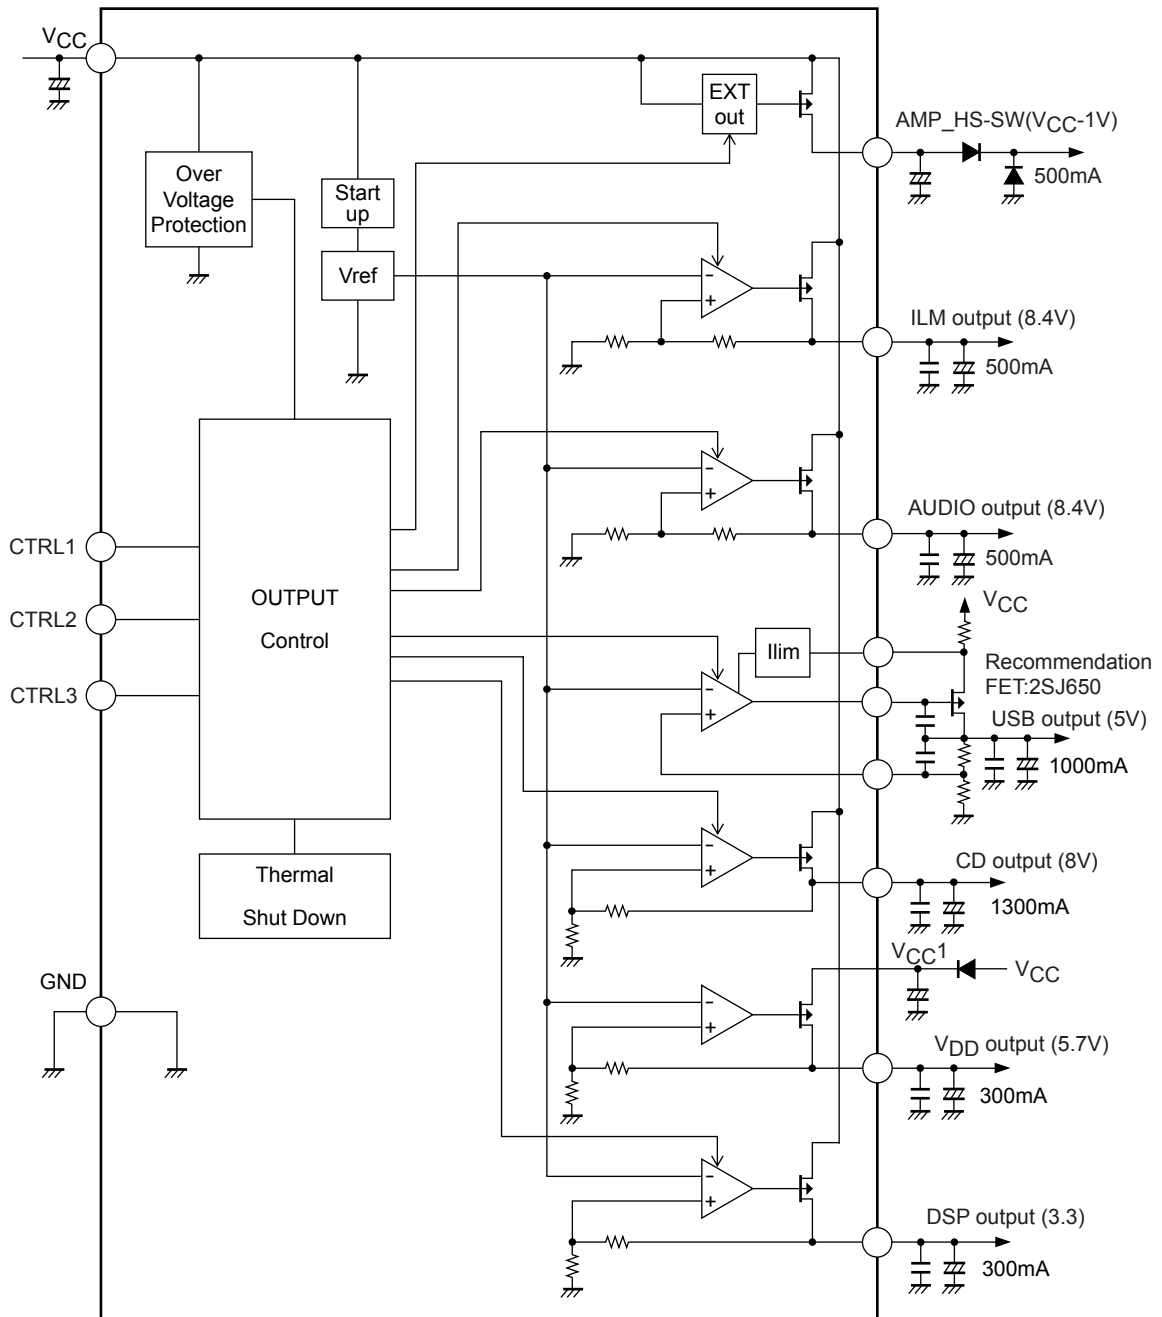 VCC
EXT
out
AMP_HS-SW(VCC-1V)
500mA
Over
Voltage
Protection
Start
up
Vref
-
+
ILM output (8.4V)
500mA
-
+
AUDIO output (8.4V)
500mA
CTRL1
CTRL2
CTRL3
OUTPUT
Control
VCC
Ilim
Recommendation
FET:2SJ650
-
+
USB output (5V)
1000mA
-
+
CD output (8V)
1300mA
Thermal
Shut Down
VCC1
VCC
GND
-
+
VDD output (5.7V)
300mA
-
+
DSP output (3.3)
300mA